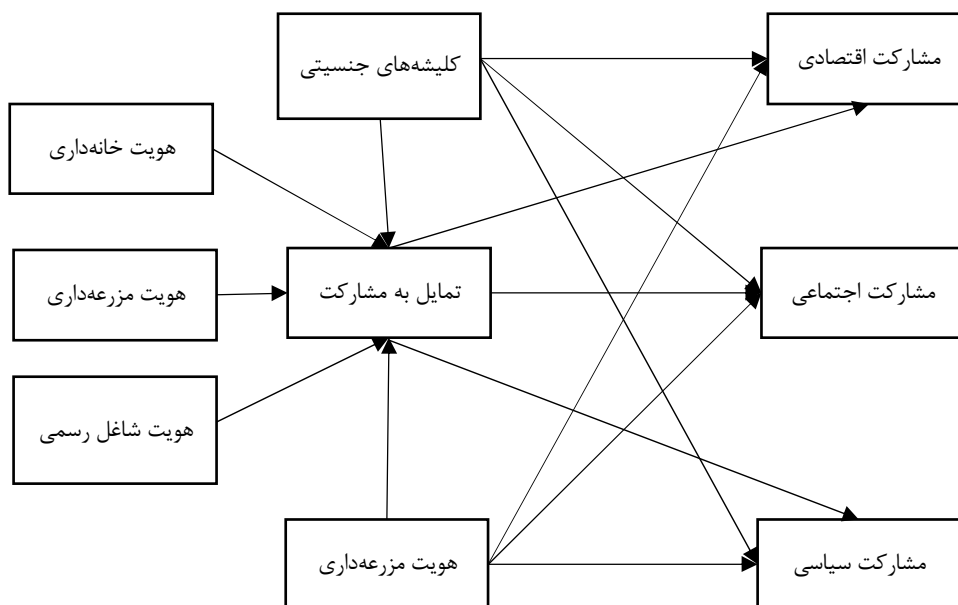 کلیشه‌های جنسیتی
مشارکت اقتصادی
هویت خانه‌داری
هویت مزرعه‌داری
تمایل به مشارکت
مشارکت اجتماعی
هویت شاغل رسمی
هویت مزرعه‌داری
مشارکت سیاسی